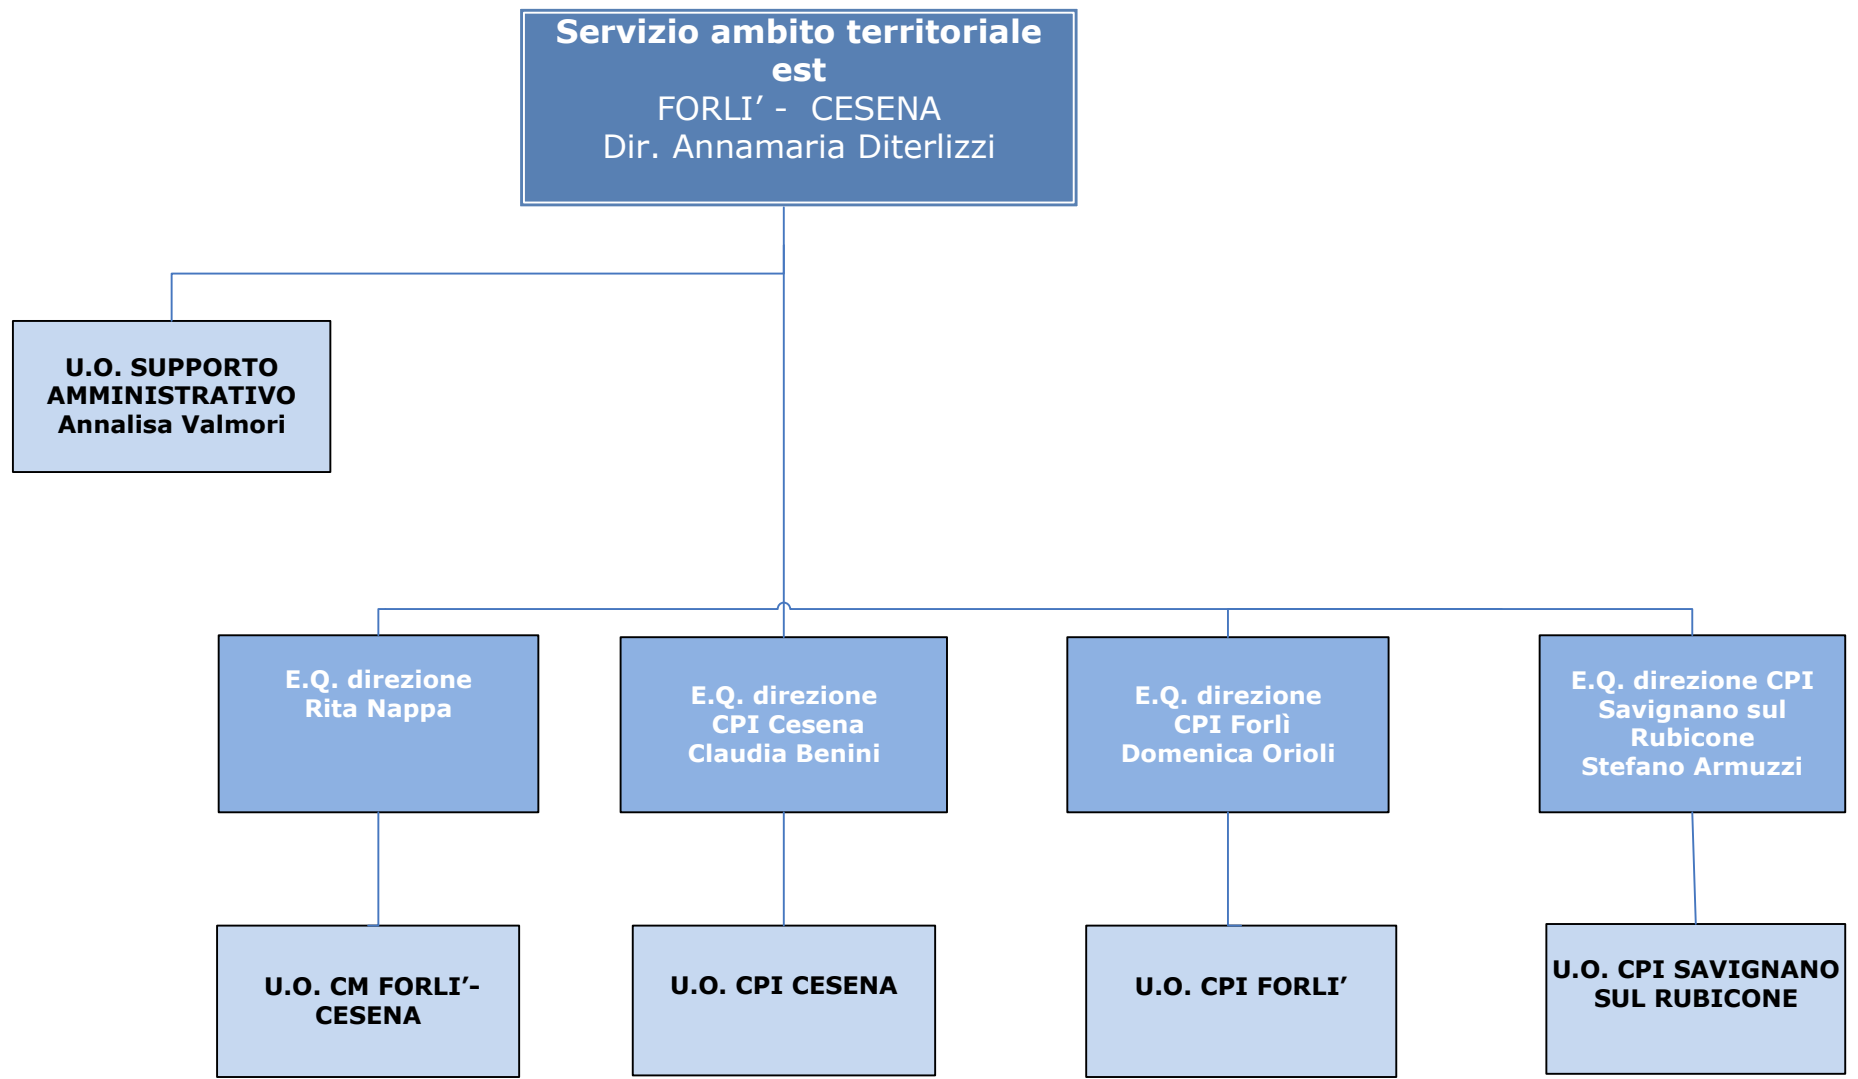 Servizio ambito territoriale
est
FORLI’ - CESENA
Dir. Annamaria Diterlizzi
U.O. SUPPORTO
AMMINISTRATIVO
Annalisa Valmori
E.Q. direzione
Rita Nappa
E.Q. direzione
CPI Cesena
Claudia Benini
E.Q. direzione
CPI Forlì
Domenica Orioli
E.Q. direzione CPI
Savignano sul
Rubicone
Stefano Armuzzi
U.O. CM FORLI’-
CESENA
U.O. CPI CESENA
U.O. CPI FORLI’
U.O. CPI SAVIGNANO
SUL RUBICONE